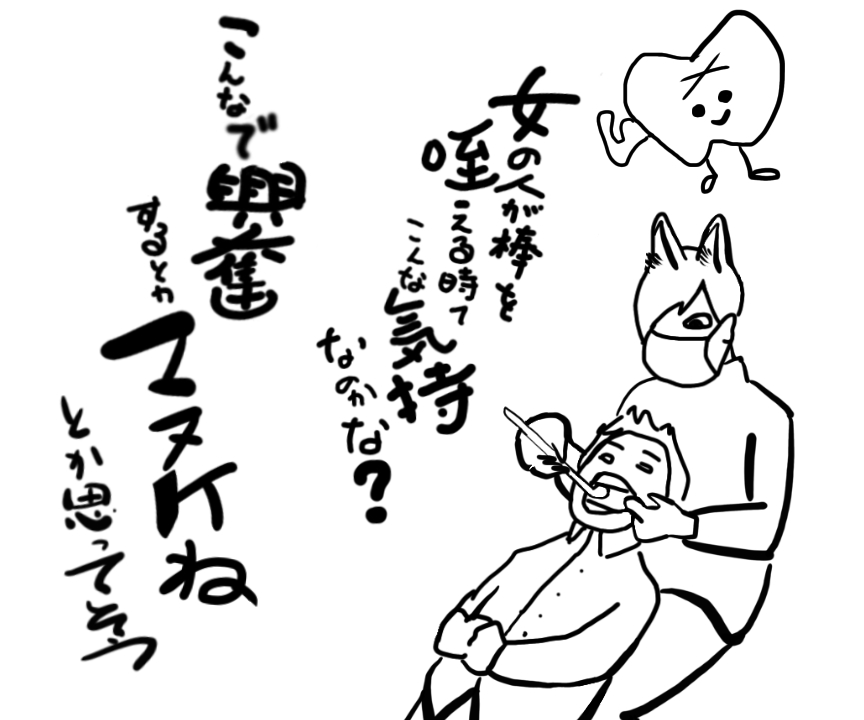 女の人が棒を
咥える時って
こんな気持
なのかな?
こんなで興奮
するとか
マヌケね
とか思ってそう